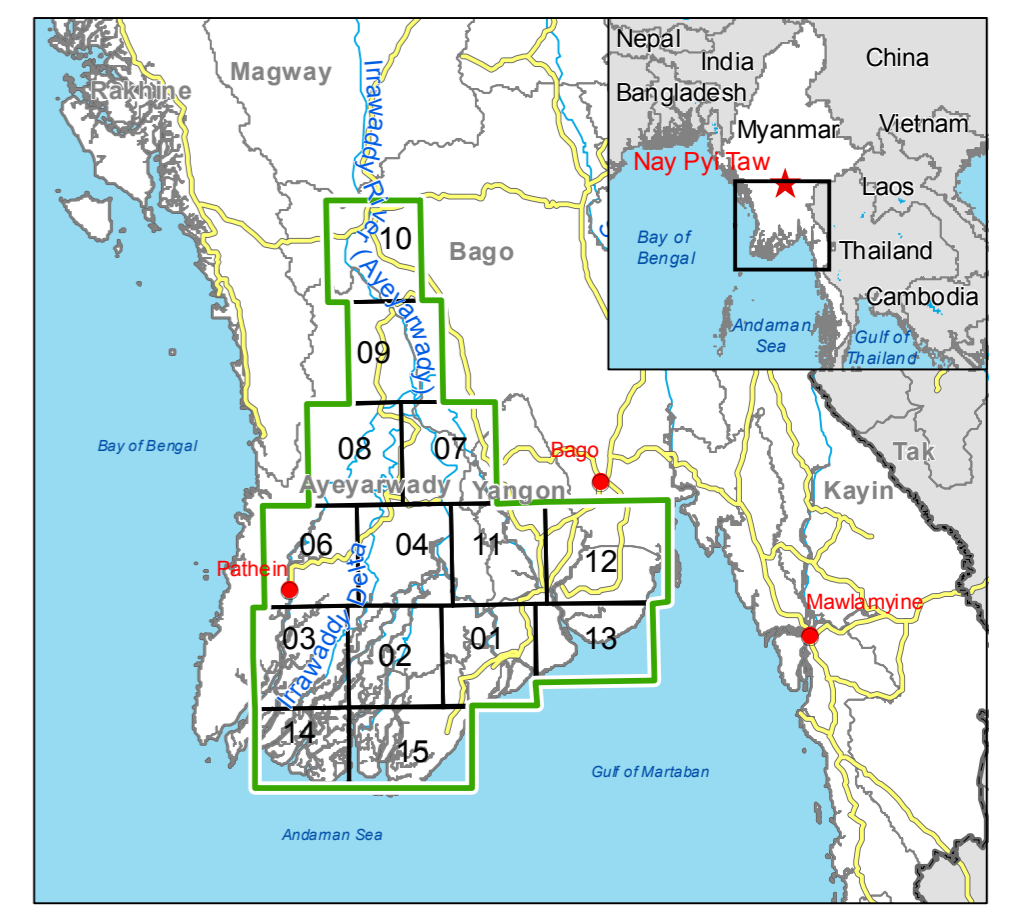 Nepal
India
China
Bangladesh
Myanmar
Vietnam
Nay Pyi Taw
Laos
Bay of
Bengal
Thailand
Cambodia
Andaman
Sea
Gulf of
Thailand
Magway
Rakhine
Irrawaddy River ( Ayeyarwady )
10
Bago
09
Bay of Bengal
08
07
Bago
Tak
Ayeyarwady
Yangon
Kayin
06
04
11
12
Pathein
Irrawaddy Delta
Mawlamyine
03
02
01
13
14
15
Gulf of Martaban
Andaman Sea